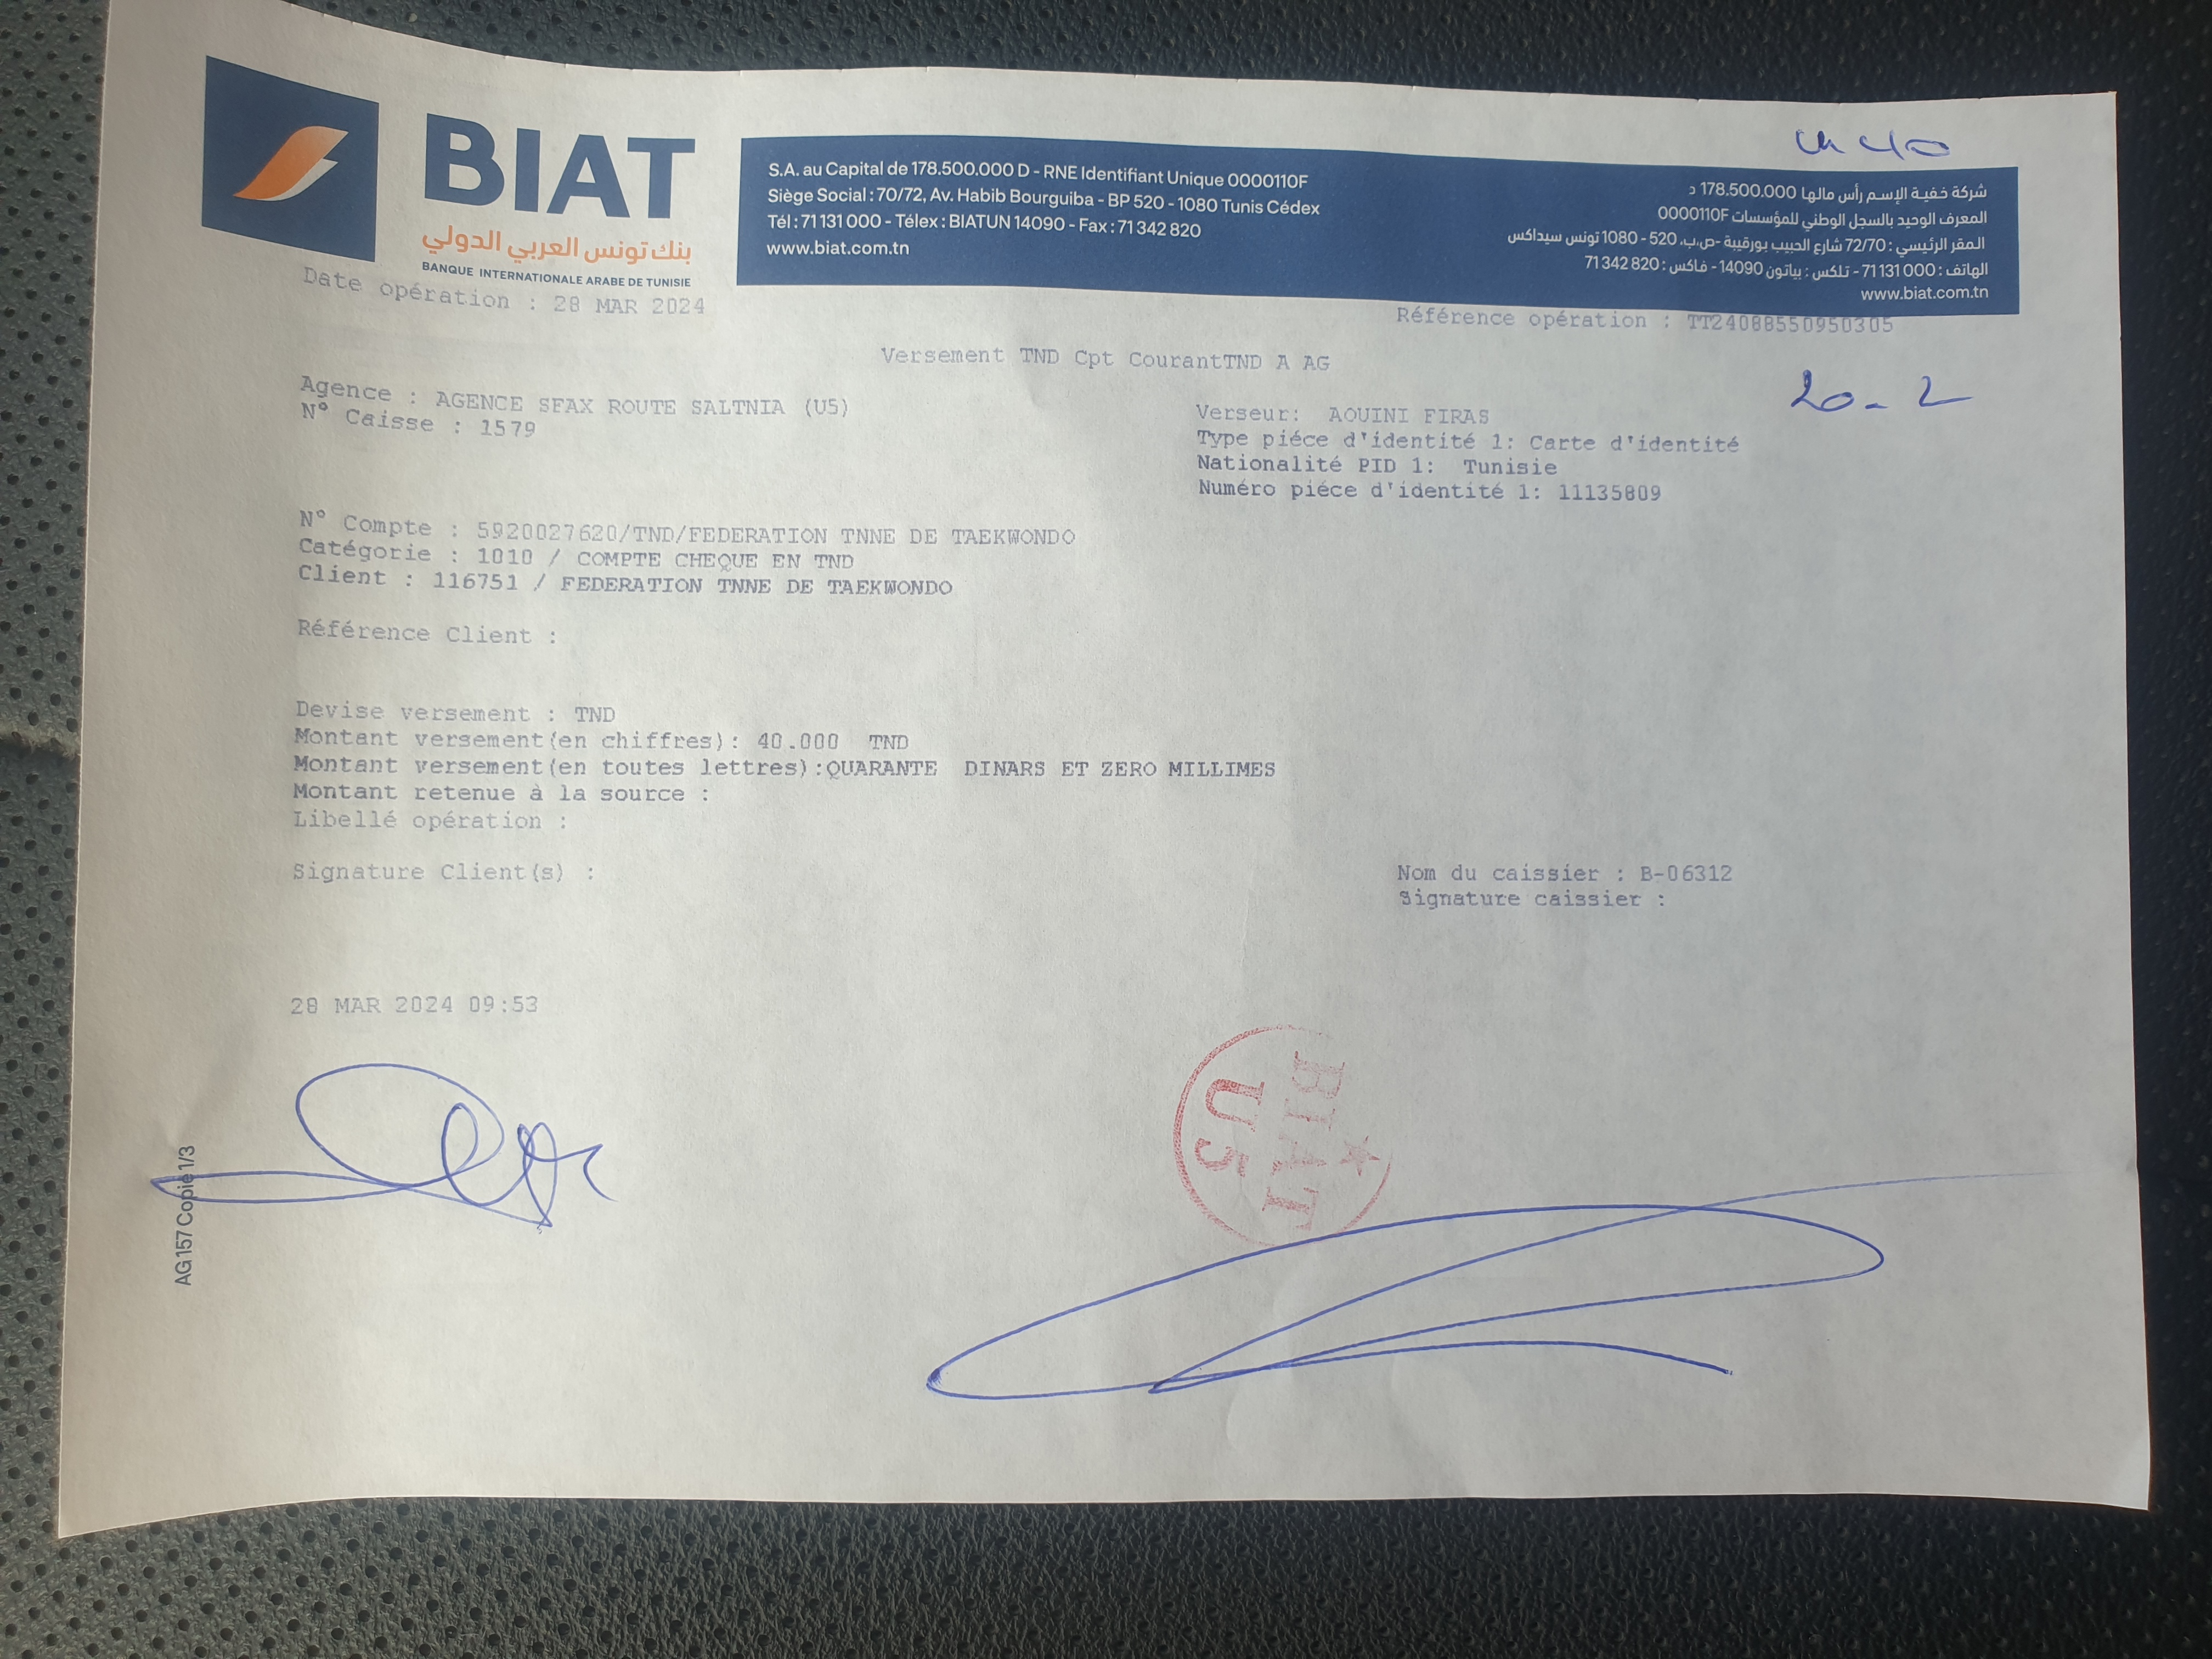 BIAT
بنك تونس العربي الدولي
BANQUE INTERNATIONALE ARABE DE TUNISIE
S.A. au Capital de 178.500.000 D - RNE Identifiant Unique 0000110F
Siège Social : 70/72, Av. Habib Bourguiba - BP 520 - 1080 Tunis Cédex
Tél : 71 131 000 - Télex : BIATUN 14090 - Fax : 71 342 820
www.biat.com.tn
40
شركة خفية الإسم رأس مالها 178.500.000 د
المعرف الوحيد بالسجل الوطني للمؤسسات 0000110F
المقر الرئيسي : 72/70 شارع الحبيب بورقيبة -ص.ب. 520 - 1080 تونس سيداكس
الهاتف : 71 131 000 - تلكس : بياتون 14090 - فاكس : 71 342 820
www.biat.com.tn
Date opération : 28 MAR 2024
Référence opération : TT24088550950305
Versement TND Cpt CourantTND A AG
20 - 2
Agence : AGENCE SFAX ROUTE SALTNIA (U5)
N° Caisse : 1579
Verseur: AOUINI FIRAS
Type piéce d'identité 1: Carte d'identité
Nationalité PID 1: Tunisie
Numéro piéce d'identité 1: 11135809
N° Compte : 5920027620/TND/FEDERATION TNNE DE TAEKWONDO
Catégorie : 1010 / COMPTE CHEQUE EN TND
Client : 116751 / FEDERATION TNNE DE TAEKWONDO
Référence Client :
Devise versement : TND
Montant versement(en chiffres): 40.000 TND
Montant versement(en toutes lettres):QUARANTE DINARS ET ZERO MILLIMES
Montant retenue à la source :
Libellé opération :
Signature Client(s) :
Nom du caissier : B-06312
Signature caissier :
28 MAR 2024 09:53
BIAT
U5
AG 157 Copie 1/3